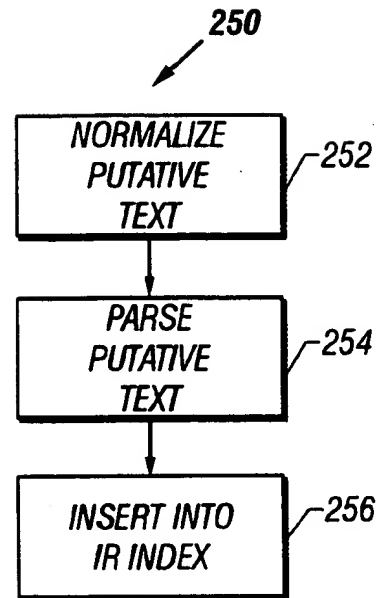 250
NORMALIZE
PUTATIVE
TEXT
252
PARSE
PUTATIVE
TEXT
254
INSERT INTO
IR INDEX
256